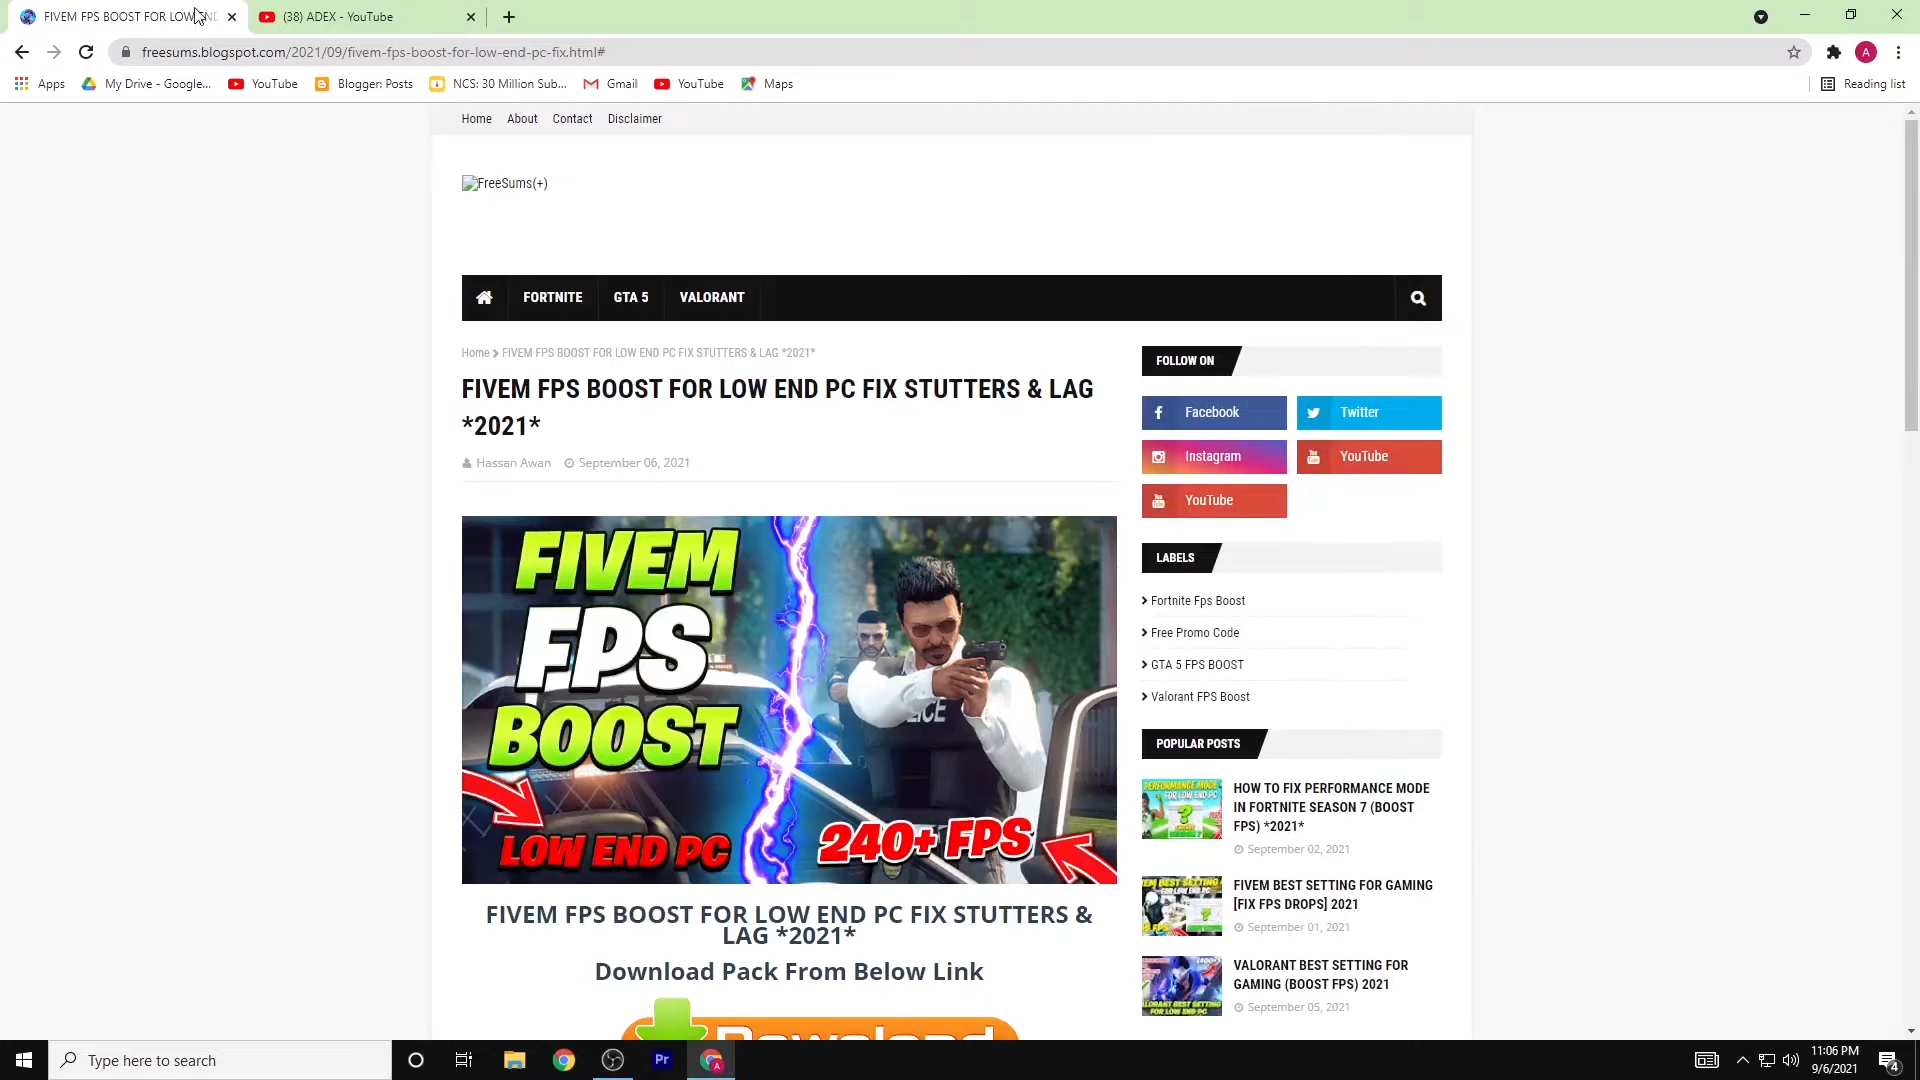 FIVEM FPS BOOST FOR LOW END
(38) ADEX - YouTube
freesums.blogspot.com/2021/09/fivem-fps-boost-for-low-end-pc-fix.html#
A
Apps
My Drive - Google...
YouTube
Blogger: Posts
NCS: 30 Million Sub...
Gmail
YouTube
Maps
Reading list
Home
About
Contact
Disclaimer
FreeSums(+)
FORTNITE
GTA 5
VALORANT
Home > FIVEM FPS BOOST FOR LOW END PC FIX STUTTERS & LAG *2021*
FIVEM FPS BOOST FOR LOW END PC FIX STUTTERS & LAG
*2021*
Hassan Awan
September 06, 2021
FIVEM
FPS
BOOST
LOW END PC
240+ FPS
FIVEM FPS BOOST FOR LOW END PC FIX STUTTERS &
LAG *2021*
Download Pack From Below Link
Download
FOLLOW ON
Facebook
Twitter
Instagram
YouTube
YouTube
LABELS
Fortnite Fps Boost
Free Promo Code
GTA 5 FPS BOOST
Valorant FPS Boost
POPULAR POSTS
HOW TO FIX PERFORMANCE MODE
IN FORTNITE SEASON 7 (BOOST
FPS) *2021*
September 02, 2021
FIVEM BEST SETTING FOR GAMING
[FIX FPS DROPS] 2021
September 01, 2021
VALORANT BEST SETTING FOR
GAMING (BOOST FPS) 2021
September 05, 2021
Type here to search
Pr
A
11:06 PM
9/6/2021
4